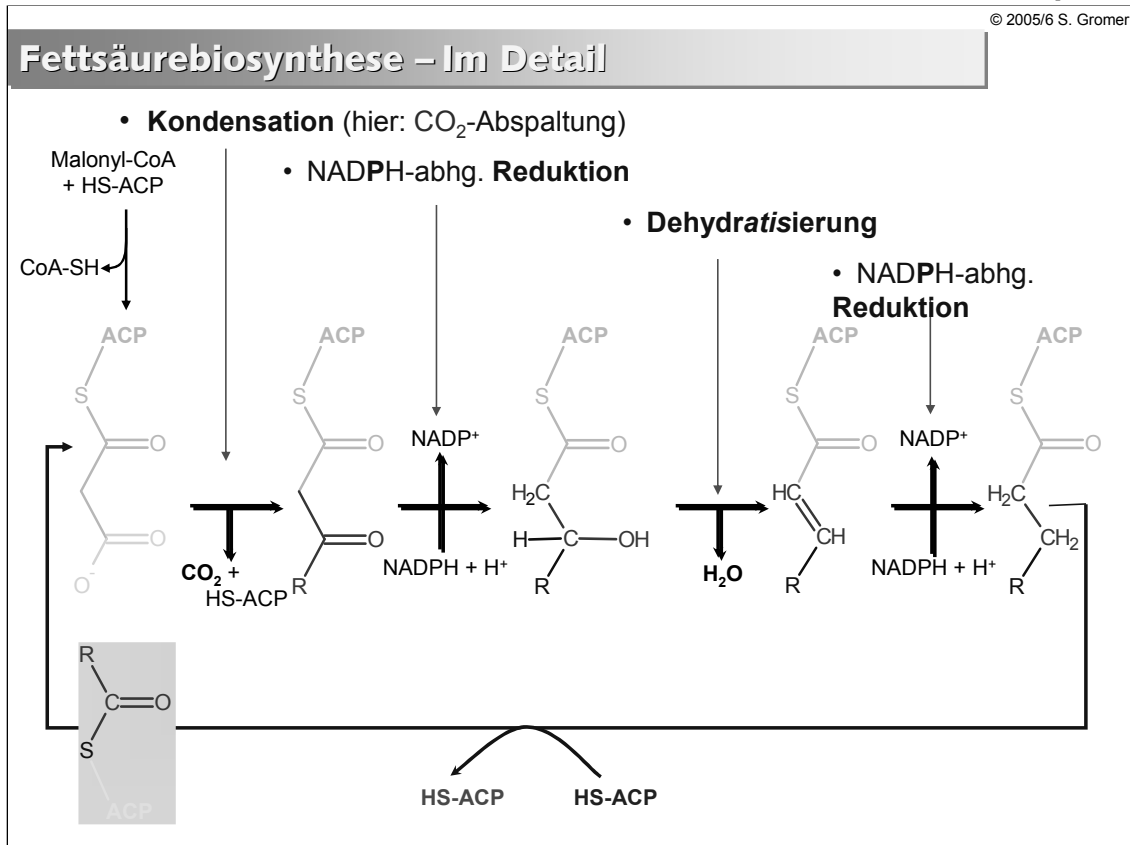 © 2005/6 S. Gromer
Fettsäurebiosynthese – Im Detail
• Kondensation (hier: CO₂-Abspaltung)
Malonyl-CoA
+ HS-ACP
• NADPH-abhg. Reduktion
• Dehydratisierung
CoA-SH
• NADPH-abhg.
Reduktion
ACP
ACP
ACP
ACP
ACP
S
S
S
S
S
O
O
NADP⁺
O
O
NADP⁺
O
H₂C
HC
H₂C
O
O
H C OH
CH
CH₂
O⁻
CO₂ +
HS-ACP
R
NADPH + H⁺
R
H₂O
R
NADPH + H⁺
R
R
C O
S
ACP
HS-ACP
HS-ACP